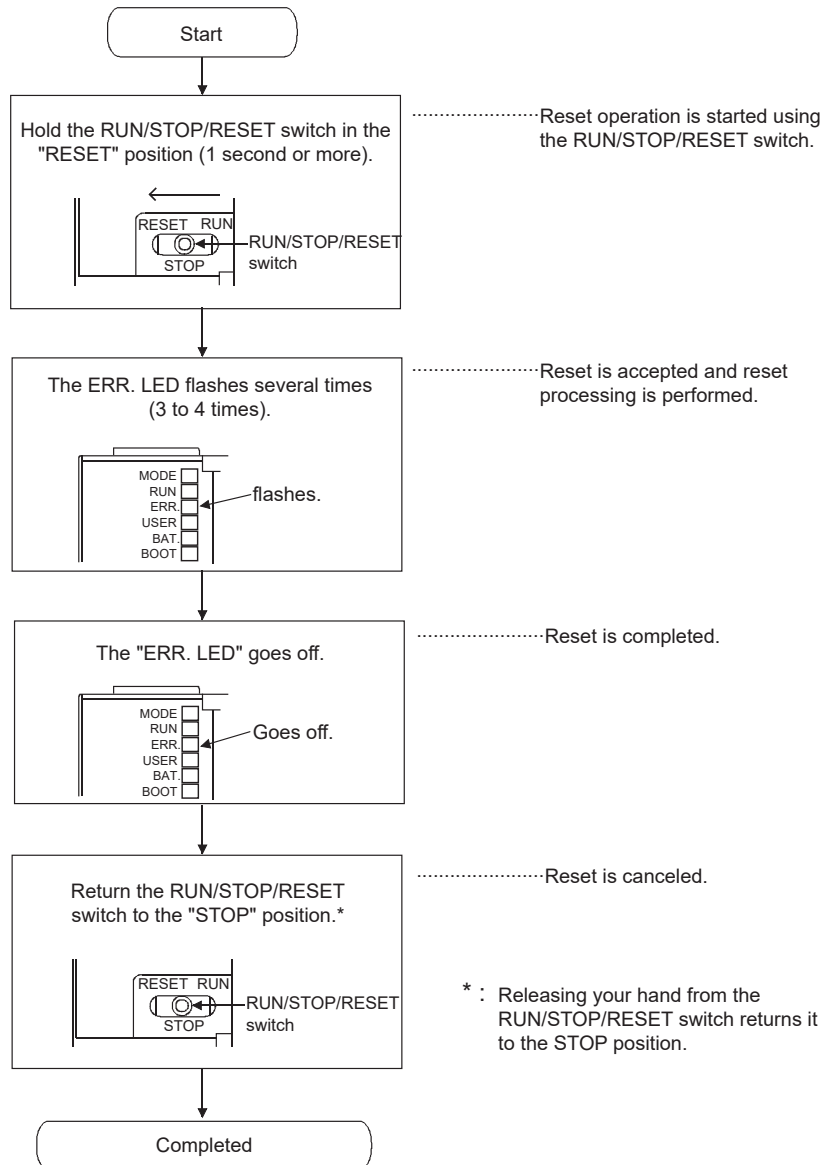 Start
Hold the RUN/STOP/RESET switch in the
"RESET" position (1 second or more).
Reset operation is started using
the RUN/STOP/RESET switch.
RESET RUN
RUN/STOP/RESET
switch
STOP
The ERR. LED flashes several times
(3 to 4 times).
Reset is accepted and reset
processing is performed.
MODE
RUN
ERR.
USER
BAT.
BOOT
flashes.
The "ERR. LED" goes off.
Reset is completed.
MODE
RUN
ERR.
USER
BAT.
BOOT
Goes off.
Return the RUN/STOP/RESET
switch to the "STOP" position.*
Reset is canceled.
RESET RUN
RUN/STOP/RESET
switch
STOP
* : Releasing your hand from the
RUN/STOP/RESET switch returns it
to the STOP position.
Completed